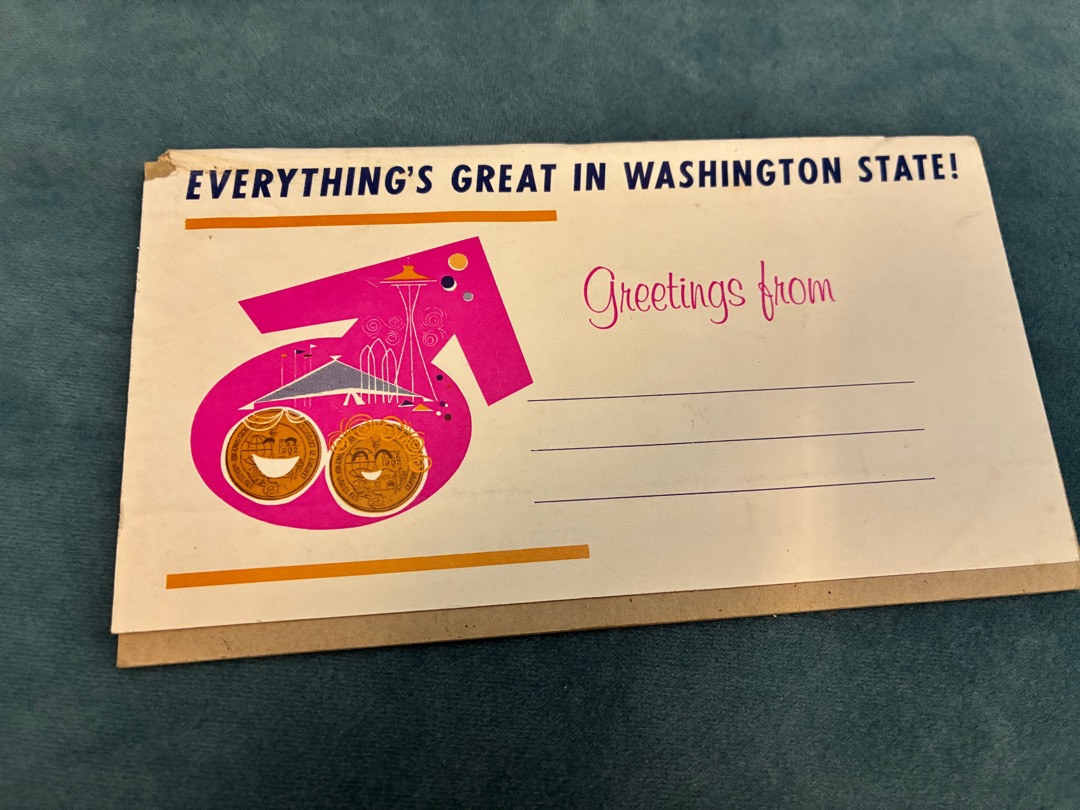 EVERYTHING'S GREAT IN WASHINGTON STATE!
Greetings from